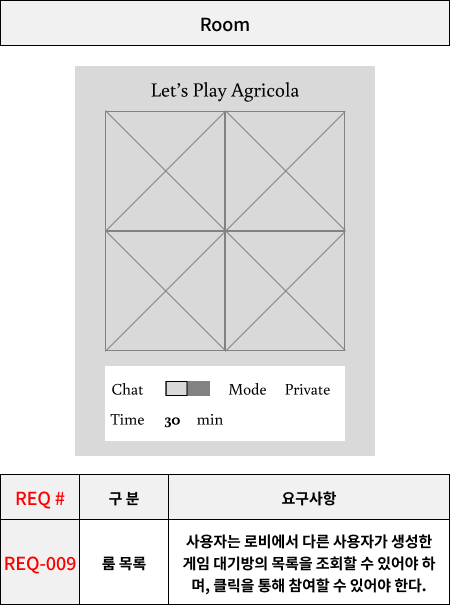 Room
Let's Play Agricola
Chat Mode Private
Time 30 min
REQ # 구 분 요구사항
REQ-009 룸 목록 사용자는 로비에서 다른 사용자가 생성한
게임 대기방의 목록을 조회할 수 있어야 하
며, 클릭을 통해 참여할 수 있어야 한다.